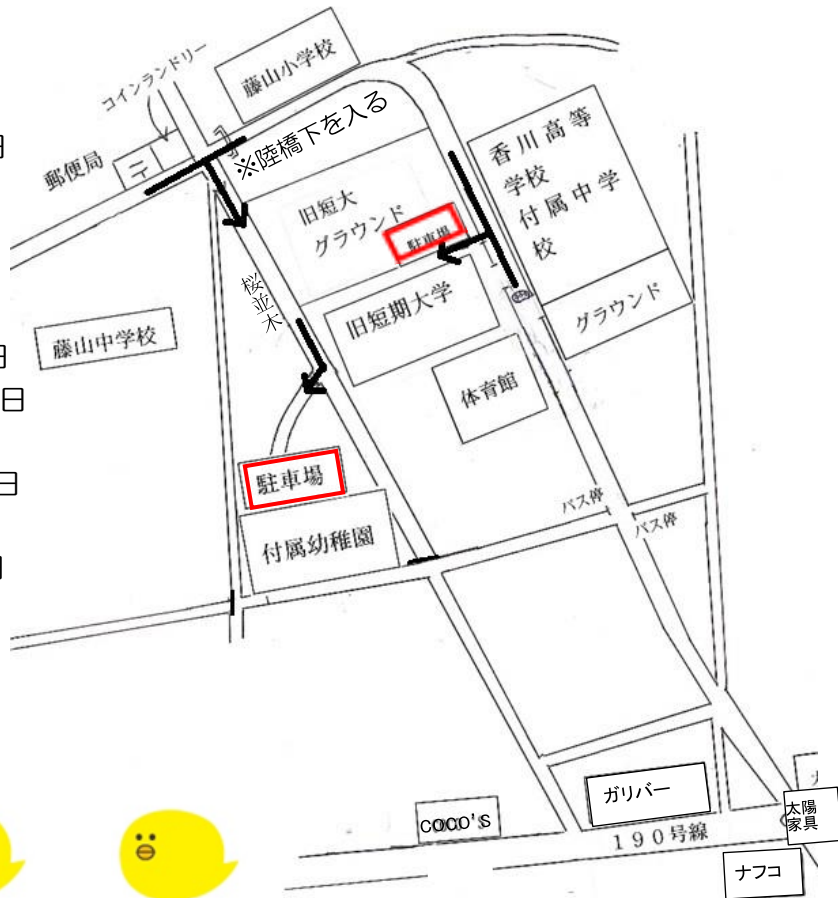 コインランドリー
藤山小学校
日
郵便局
〒
※陸橋下を入る
香川高等
学校
付属中学
校
旧短大
グラウンド
駐車場
桜並木
旧短期大学
グラウンド
藤山中学校
日
体育館
日
駐車場
日
バス停
バス停
付属幼稚園
ガリバー
太陽
家具
coco's
190号線
ナフコ